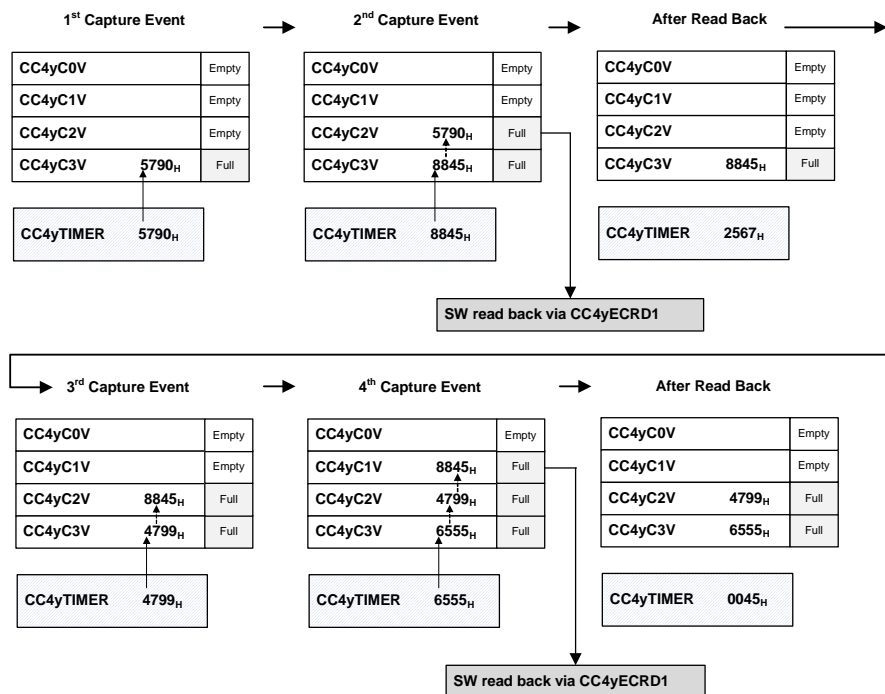 1st Capture Event
2nd Capture Event
After Read Back
CC4yC0V Empty
CC4yC1V Empty
CC4yC2V Empty
CC4yC3V 5790H Full
CC4yTIMER 5790H
CC4yC0V Empty
CC4yC1V Empty
CC4yC2V 5790H Full
CC4yC3V 8845H Full
CC4yTIMER 8845H
CC4yC0V Empty
CC4yC1V Empty
CC4yC2V Empty
CC4yC3V 8845H Full
CC4yTIMER 2567H
SW read back via CC4yECRD1
3rd Capture Event
4th Capture Event
After Read Back
CC4yC0V Empty
CC4yC1V Empty
CC4yC2V 8845H Full
CC4yC3V 4799H Full
CC4yTIMER 4799H
CC4yC0V Empty
CC4yC1V 8845H Full
CC4yC2V 4799H Full
CC4yC3V 6555H Full
CC4yTIMER 6555H
CC4yC0V Empty
CC4yC1V Empty
CC4yC2V 4799H Full
CC4yC3V 6555H Full
CC4yTIMER 0045H
SW read back via CC4yECRD1